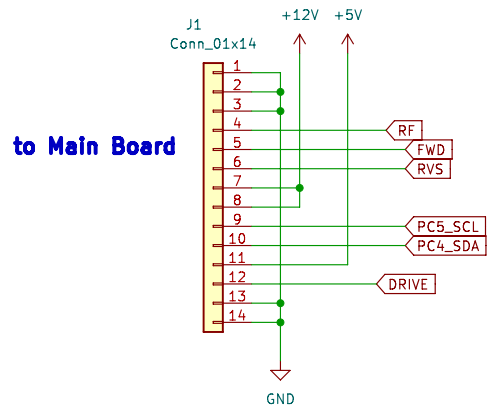 +12V +5V
J1
Conn_01x14
1
2
3
4 RF
to Main Board 5 FWD
6 RVS
7
8
9 PC5_SCL
10 PC4_SDA
11
12 DRIVE
13
14
GND